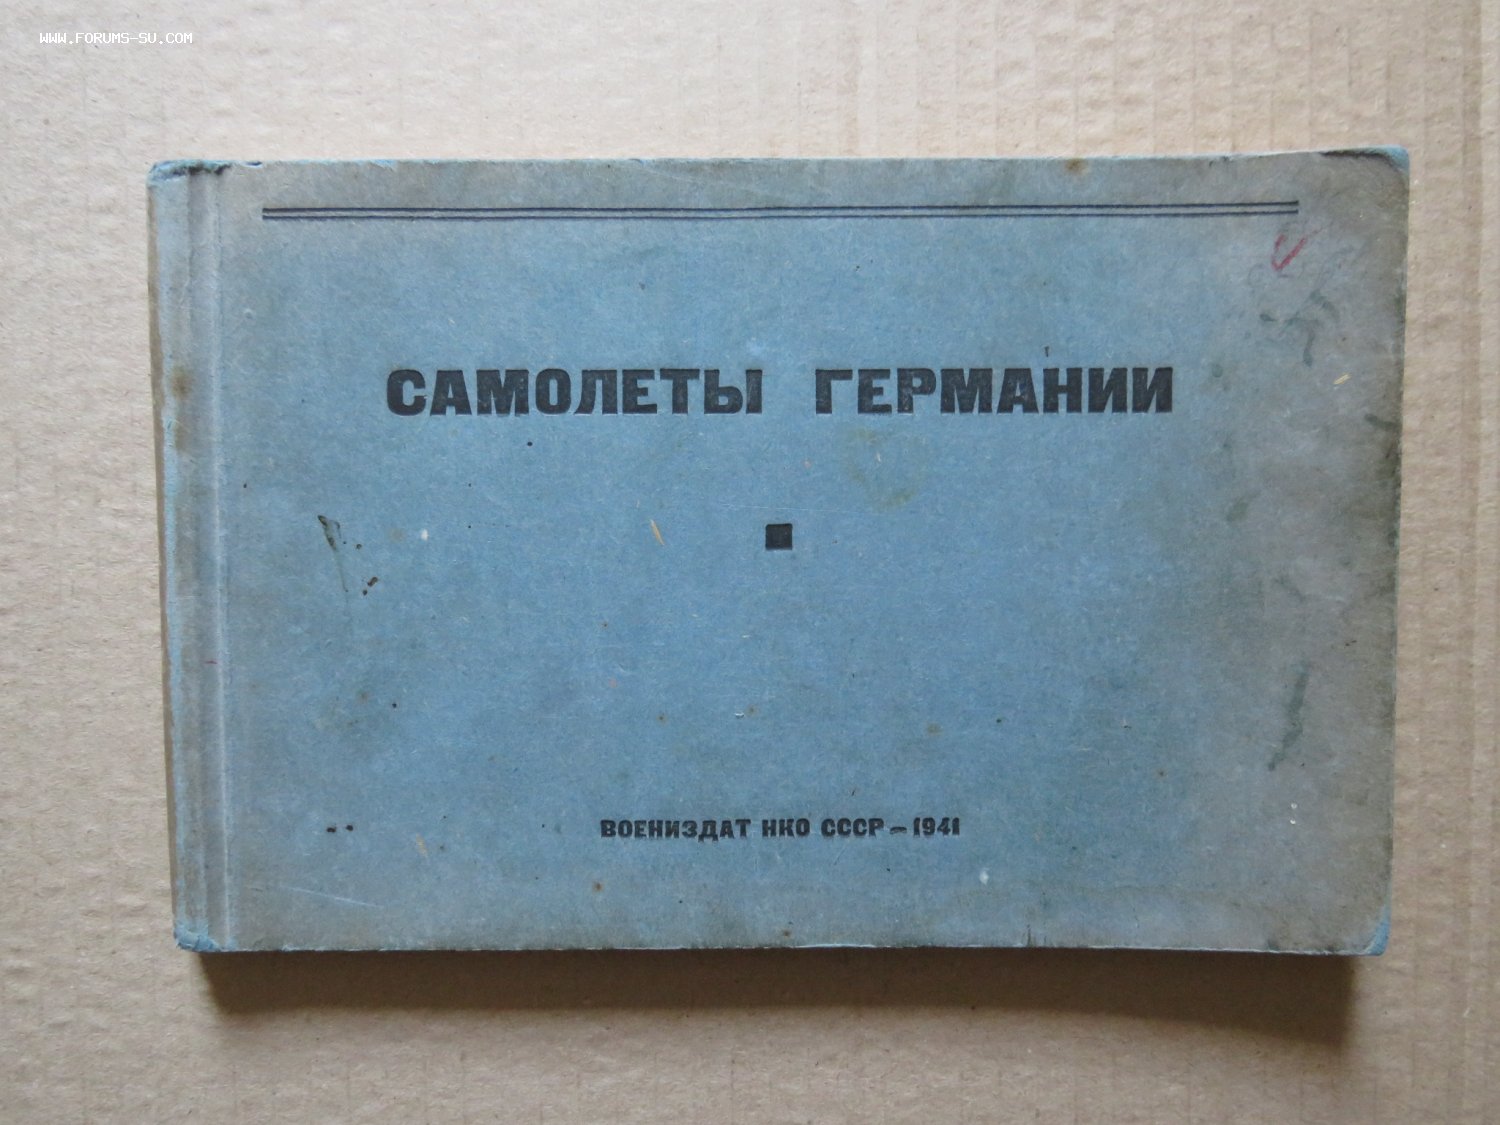 WWW.FORUMS-SU.COM
САМОЛЕТЫ ГЕРМАНИИ
ВОЕНИЗДАТ НКО СССР – 1941